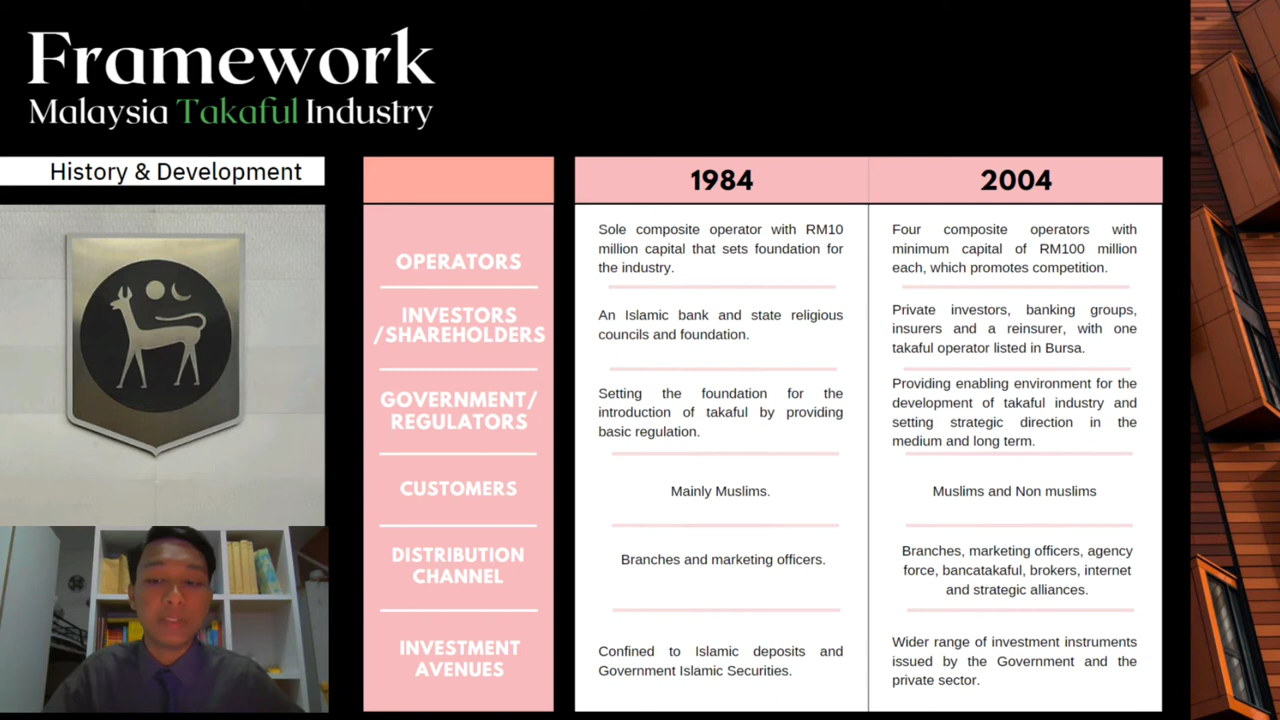 Framework
Malaysia Takaful Industry
History & Development
1984
2004
OPERATORS
Sole composite operator with RM10
million capital that sets foundation for
the industry.
Four composite operators with
minimum capital of RM100 million
each, which promotes competition.
INVESTORS
/SHAREHOLDERS
An Islamic bank and state religious
councils and foundation.
Private investors, banking groups,
insurers and a reinsurer, with one
takaful operator listed in Bursa.
GOVERNMENT/
REGULATORS
Setting the foundation for the
introduction of takaful by providing
basic regulation.
Providing enabling environment for the
development of takaful industry and
setting strategic direction in the
medium and long term.
CUSTOMERS
Mainly Muslims.
Muslims and Non muslims
DISTRIBUTION
CHANNEL
Branches and marketing officers.
Branches, marketing officers, agency
force, bancatakaful, brokers, internet
and strategic alliances.
INVESTMENT
AVENUES
Confined to Islamic deposits and
Government Islamic Securities.
Wider range of investment instruments
issued by the Government and the
private sector.